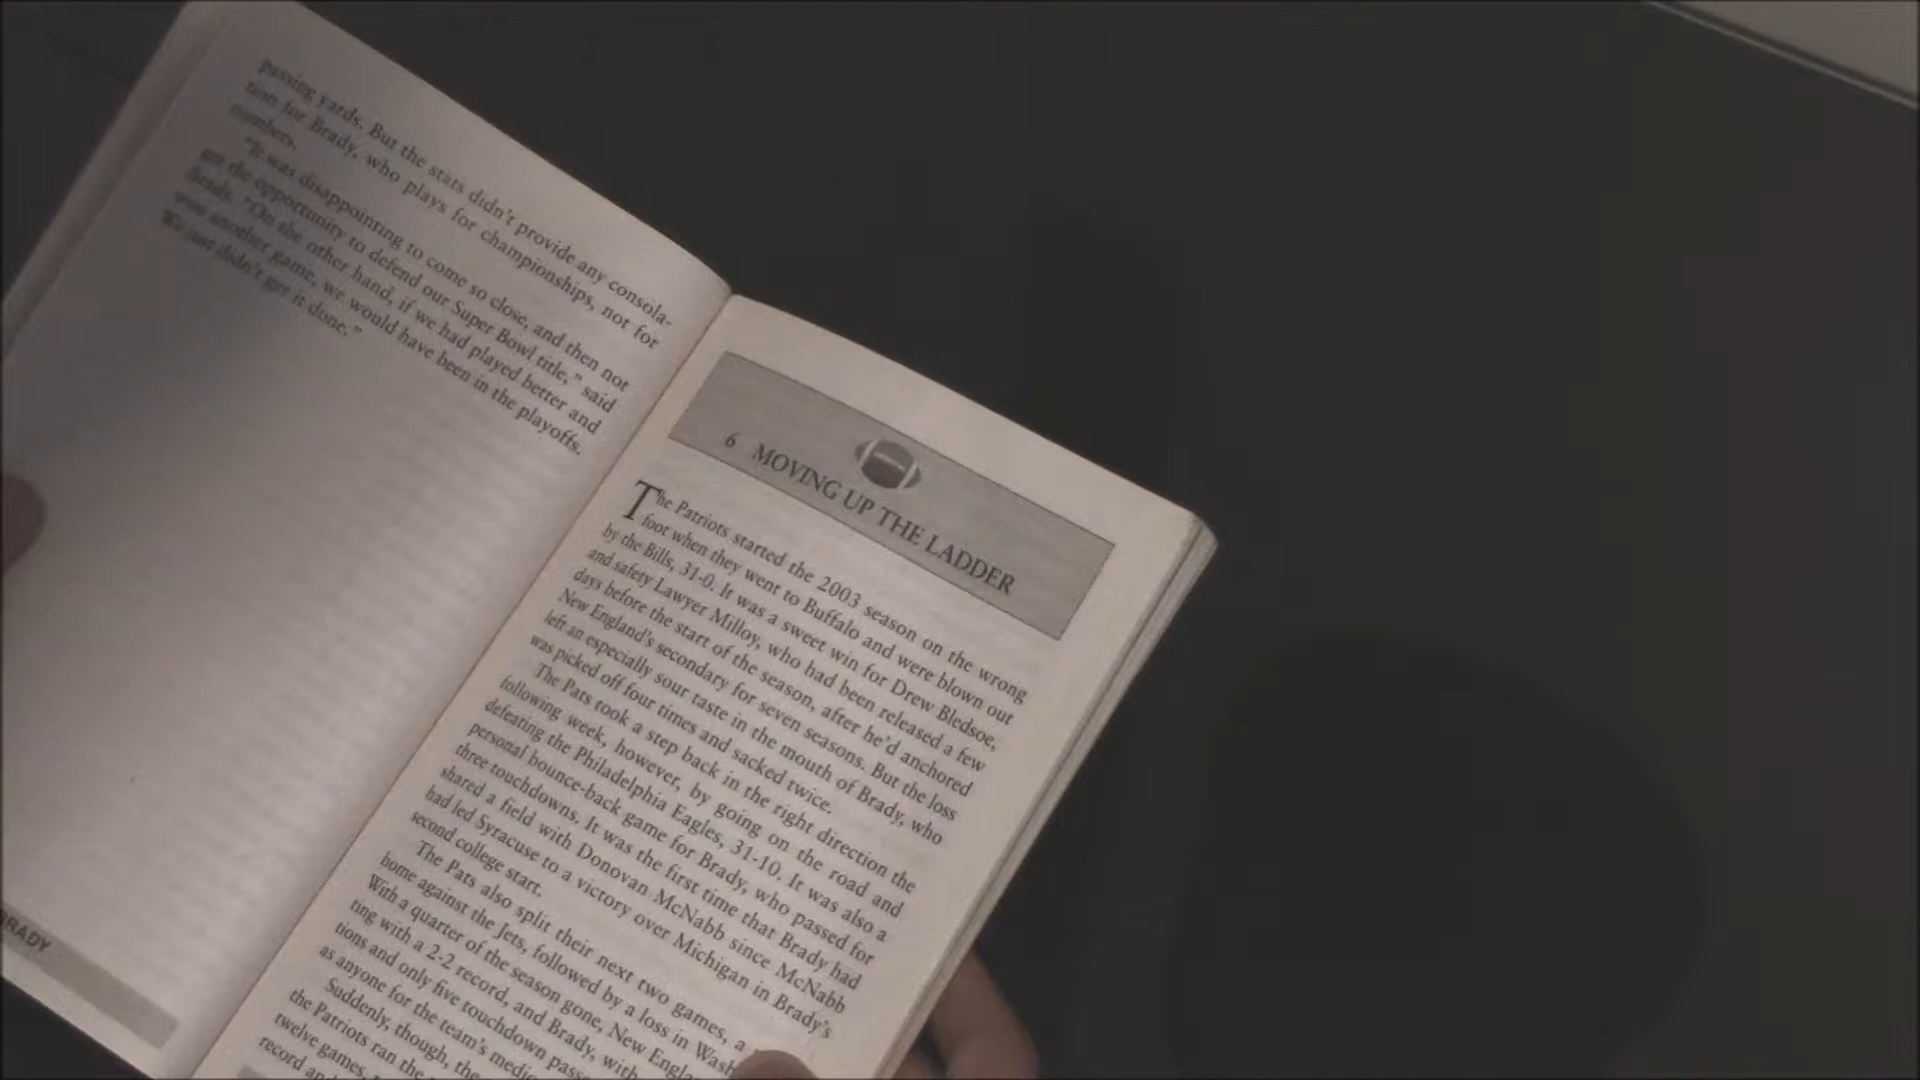 passing yards. But the stats didn't provide any consola-
tion for Brady, who plays for championships, not for
numbers.
"It was disappointing to come so close, and then not
get the opportunity to defend our Super Bowl title," said
Brady. "On the other hand, if we had played better and
won another game, we would have been in the playoffs.
We just didn't get it done."
BRADY
6 MOVING UP THE LADDER
The Patriots started the 2003 season on the wrong
foot when they went to Buffalo and were blown out
by the Bills, 31-0. It was a sweet win for Drew Bledsoe,
and safety Lawyer Milloy, who had been released a few
days before the start of the season, after he'd anchored
New England's secondary for seven seasons. But the loss
left an especially sour taste in the mouth of Brady, who
was picked off four times and sacked twice.
The Pats took a step back in the right direction the
following week, however, by going on the road and
defeating the Philadelphia Eagles, 31-10. It was also a
personal bounce-back game for Brady, who passed for
three touchdowns. It was the first time that Brady had
shared a field with Donovan McNabb since McNabb
had led Syracuse to a victory over Michigan in Brady's
second college start.
The Pats also split their next two games, a
home against the Jets, followed by a loss in Wash
With a quarter of the season gone, New Engla
ting with a 2-2 record, and Brady, with
tions and only five touchdown passe
as anyone for the team's medio
Suddenly, though, the
the Patriots ran the
twelve games.
record and